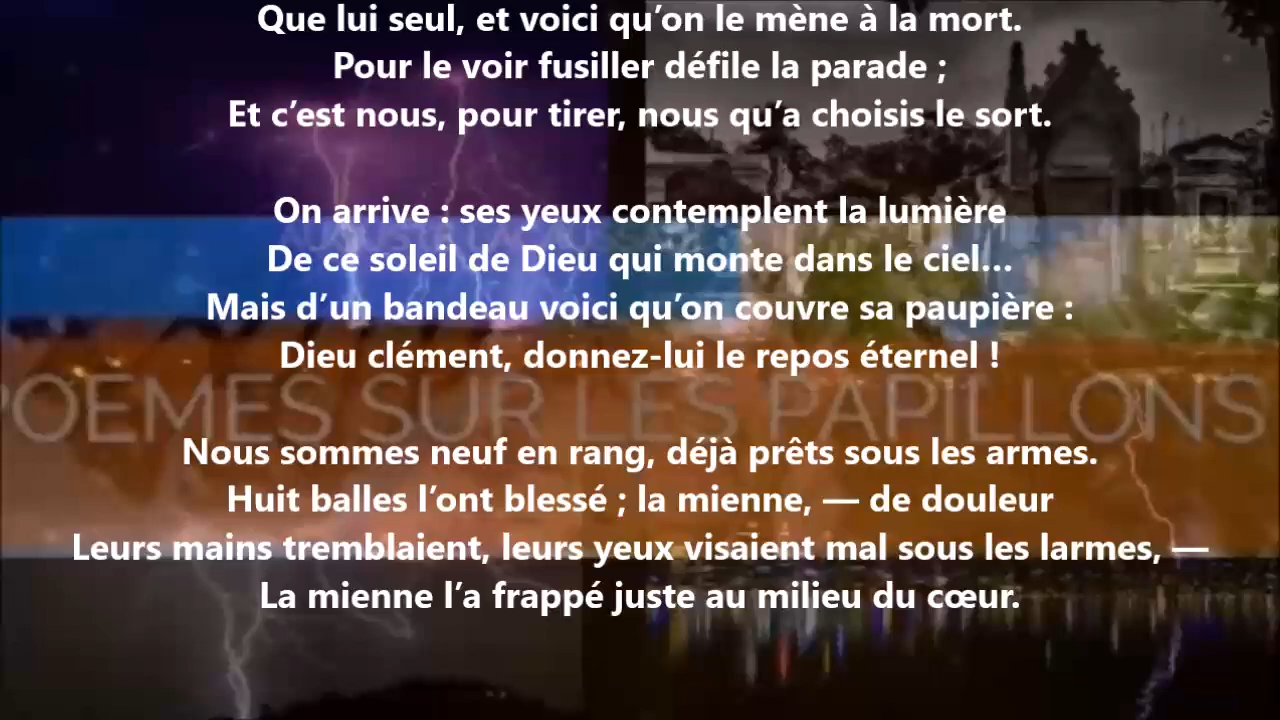 Que lui seul, et voici qu’on le mène à la mort.
Pour le voir fusiller défile la parade ;
Et c’est nous, pour tirer, nous qu’a choisis le sort.
On arrive : ses yeux contemplent la lumière
De ce soleil de Dieu qui monte dans le ciel…
Mais d’un bandeau voici qu’on couvre sa paupière :
Dieu clément, donnez-lui le repos éternel !
POEMES SUR LES PAPILLONS
Nous sommes neuf en rang, déjà prêts sous les armes.
Huit balles l’ont blessé ; la mienne, — de douleur
Leurs mains tremblaient, leurs yeux visaient mal sous les larmes, —
La mienne l’a frappé juste au milieu du cœur.